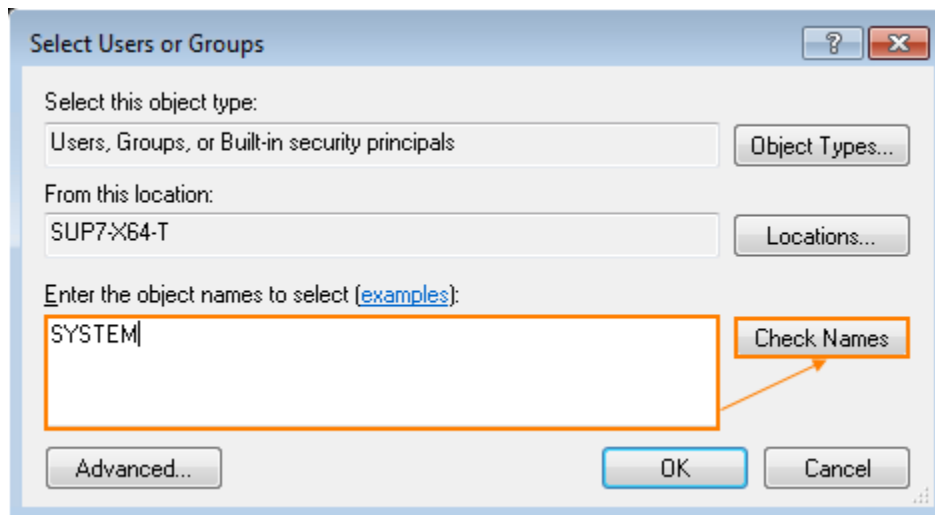 Select Users or Groups
Select this object type:
Users, Groups, or Built-in security principals
Object Types...
From this location:
SUP7-X64-T
Locations...
Enter the object names to select (examples):
SYSTEM
Check Names
Advanced...
OK
Cancel